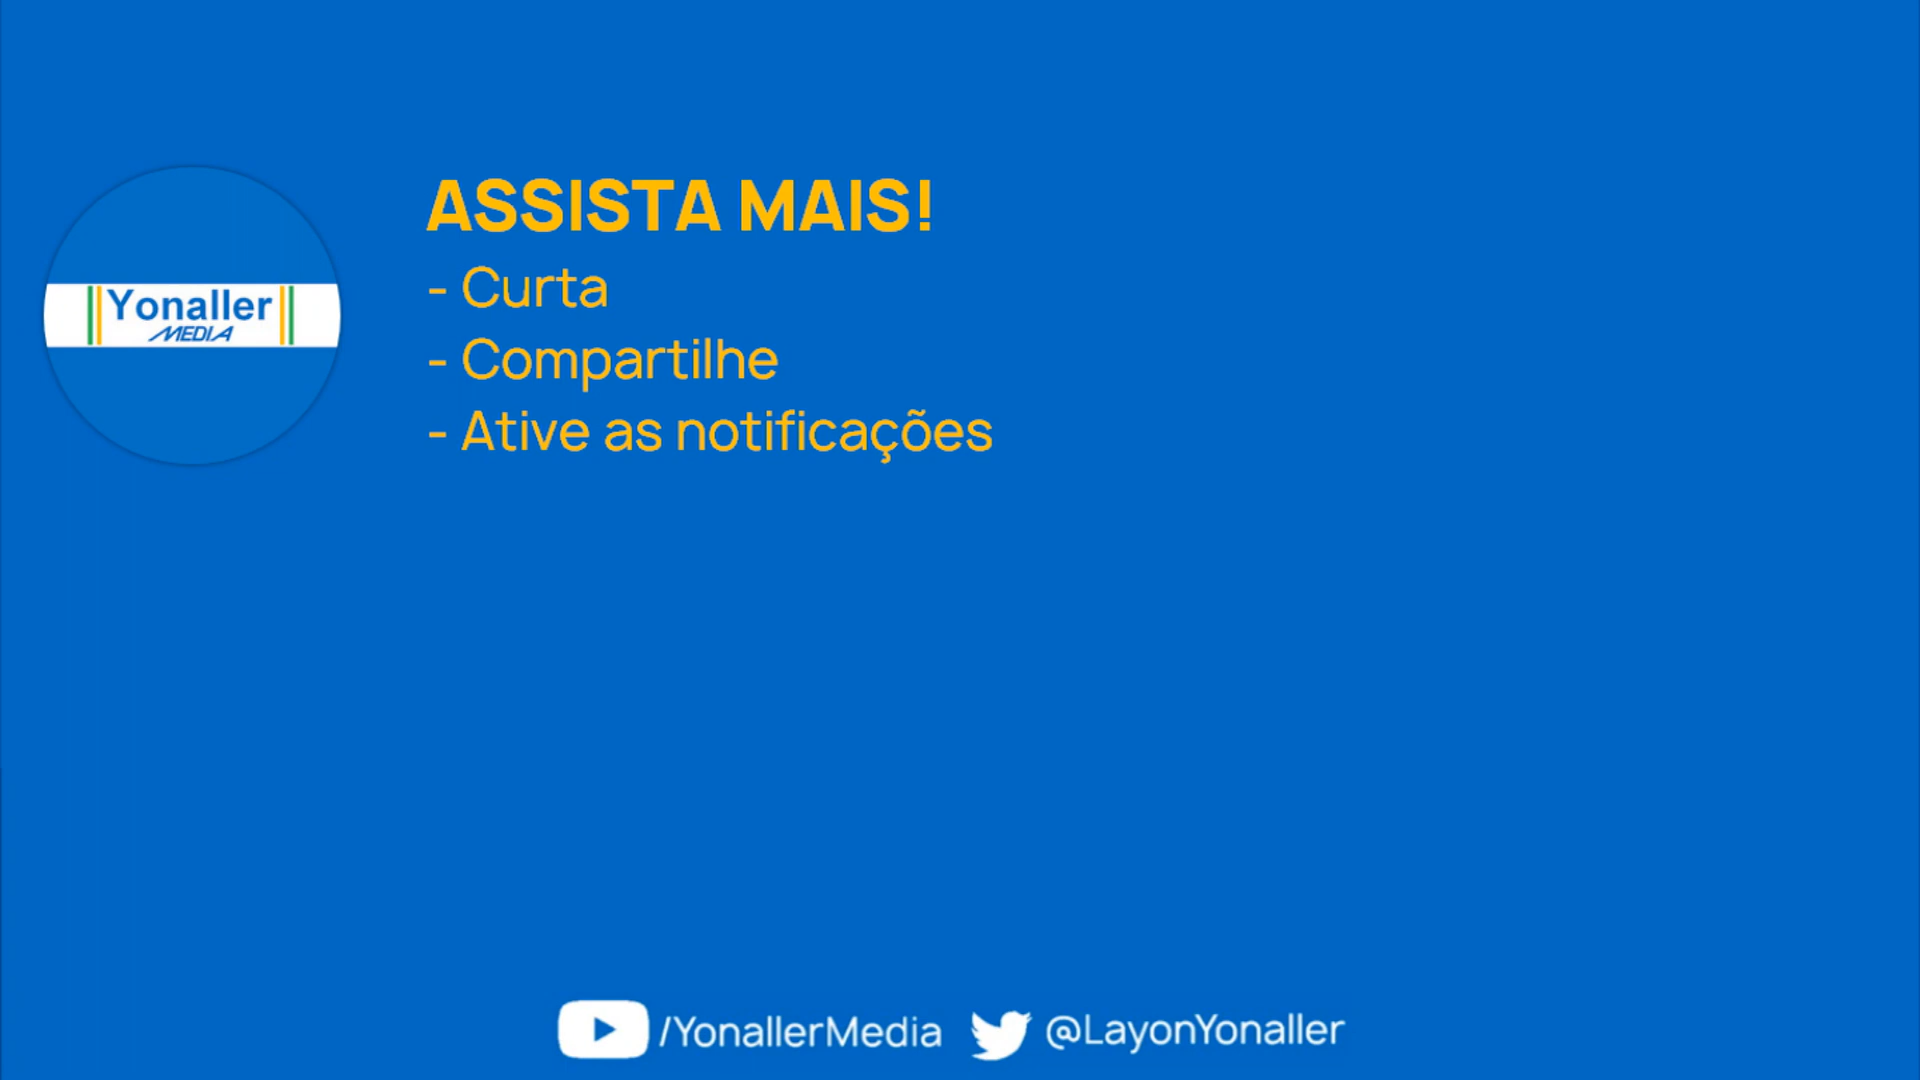 Yonaller
MEDIA
ASSISTA MAIS!
- Curta
- Compartilhe
- Ative as notificações
/YonallerMedia
@LayonYonaller